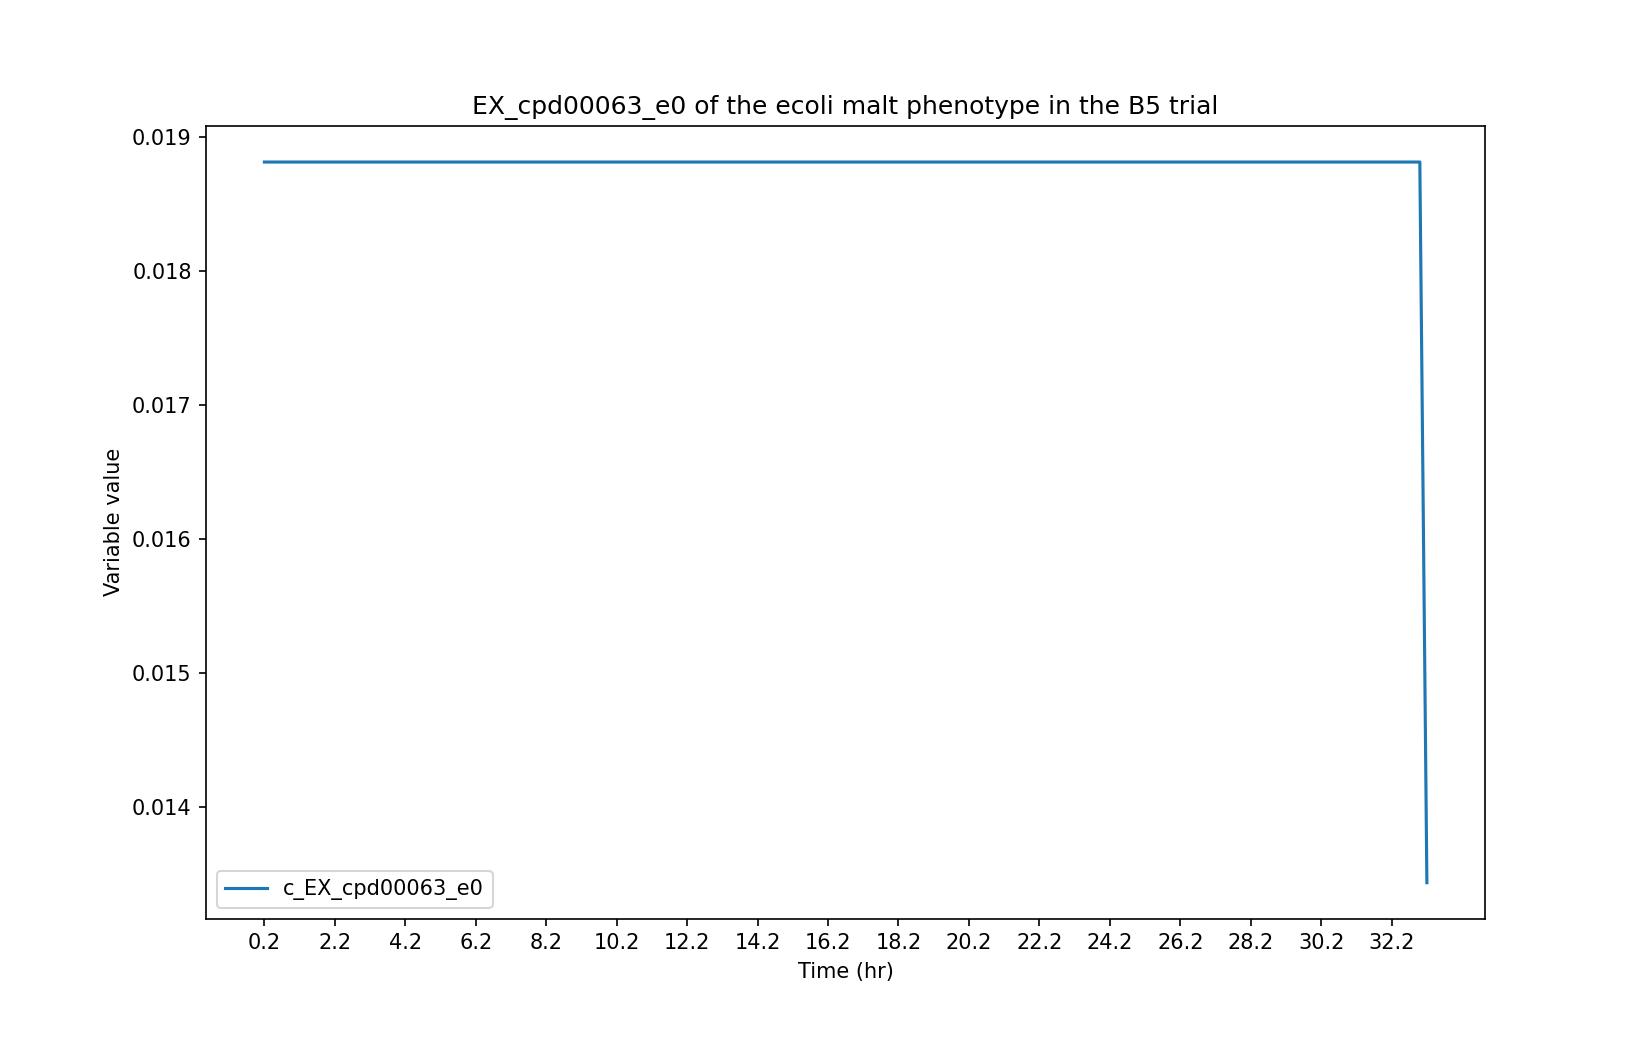 EX_cpd00063_e0 of the ecoli malt phenotype in the B5 trial
0.019
0.018
0.017
0.016
0.015
0.014
Variable value
c_EX_cpd00063_e0
0.2 2.2 4.2 6.2 8.2 10.2 12.2 14.2 16.2 18.2 20.2 22.2 24.2 26.2 28.2 30.2 32.2
Time (hr)